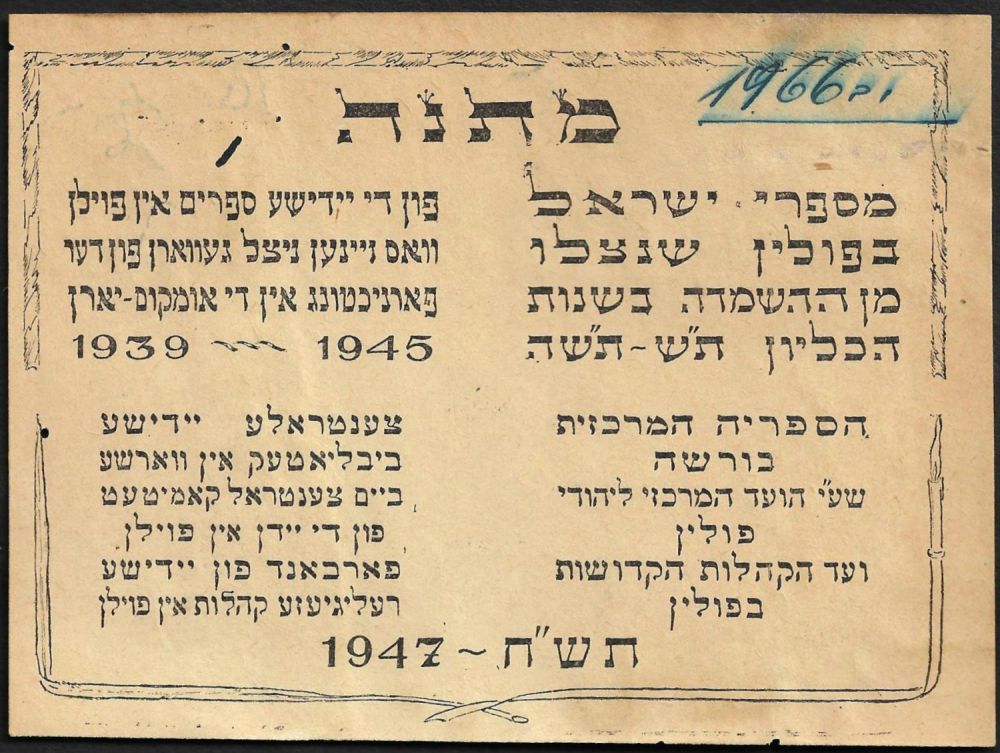 1966
מתנה
מספרי ישראל
בפולין שנצלו
מן ההשמדה בשנות
הכליון ת"ש-תש"ה
פון די יידישע ספרים אין פוילן
וואס זיינען ניצל געווארן פון דער
פארניכטונג אין די אומקום-יארן
1939 ~ 1945
הספריה המרכזית
בורשה
שע"י הועד המרכזי ליהודי
פולין
ועד הקהלות הקדושות
בפולין
צענטראלע יידישע
ביבליאטעק אין ווארשע
ביים צענטראל קאמיטעט
פון די יידן אין פוילן
פארבאנד פון יידישע
רעליגיעזע קהלות אין פוילן
תש"ח ~ 1947